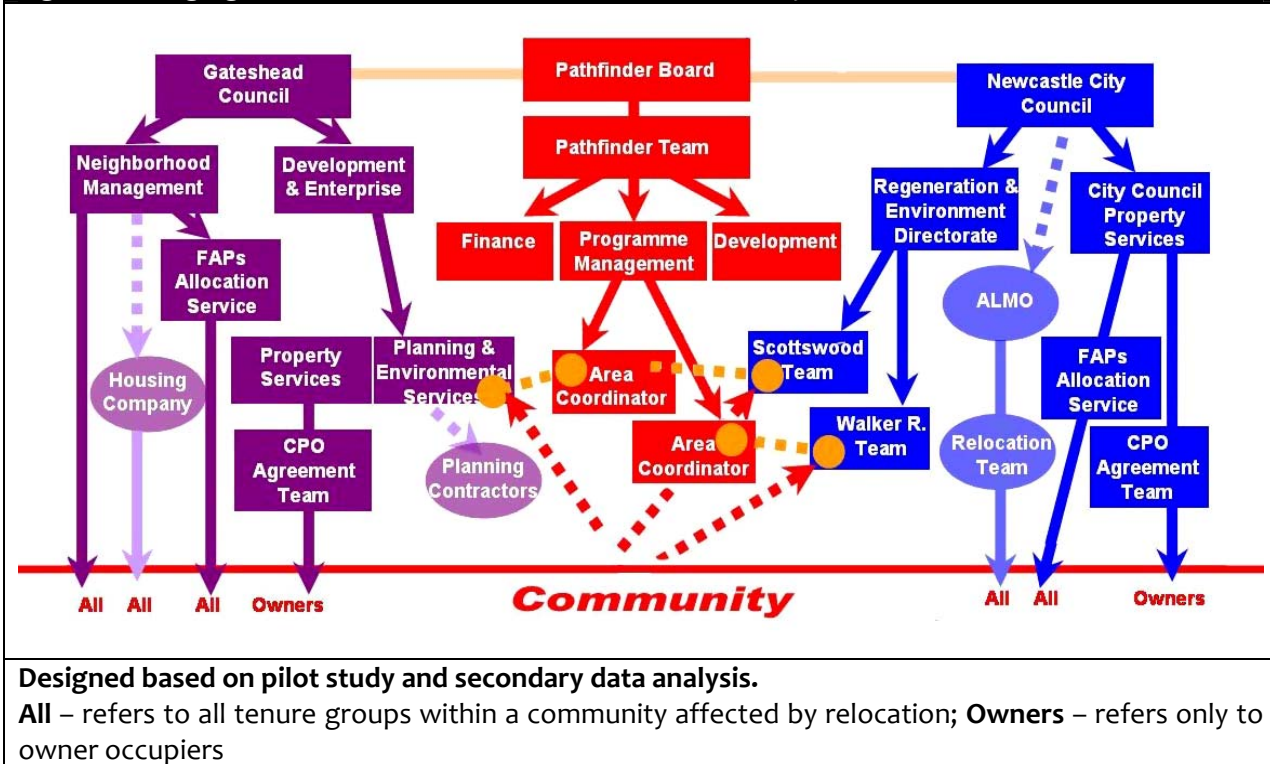 Gateshead
Council
Pathfinder Board
Newcastle City
Council
Neighborhood
Management
Development
& Enterprise
Pathfinder Team
Regeneration &
Environment
Directorate
City Council
Property
Services
Finance
Programme
Management
Development
FAPs
Allocation
Service
ALMO
Housing
Company
Property
Services
Planning &
Environmental
Services
Area
Coordinator
Scottswood
Team
FAPs
Allocation
Service
CPO
Agreement
Team
Planning
Contractors
Area
Coordinator
Walker R.
Team
Relocation
Team
CPO
Agreement
Team
All
All
All
Owners
Community
All
All
Owners
Designed based on pilot study and secondary data analysis.
All – refers to all tenure groups within a community affected by relocation; Owners – refers only to
owner occupiers